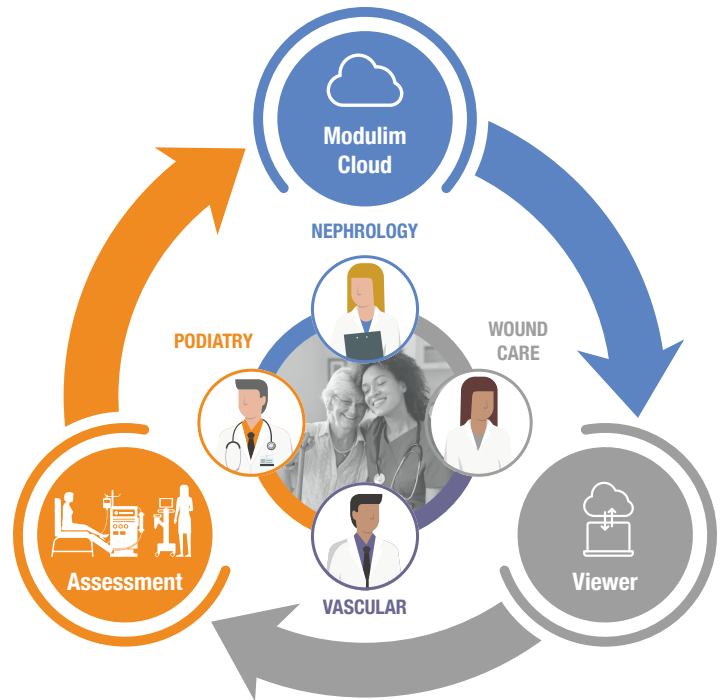 Modulim
Cloud
NEPHROLOGY
PODIATRY
WOUND
CARE
Assessment
Viewer
VASCULAR